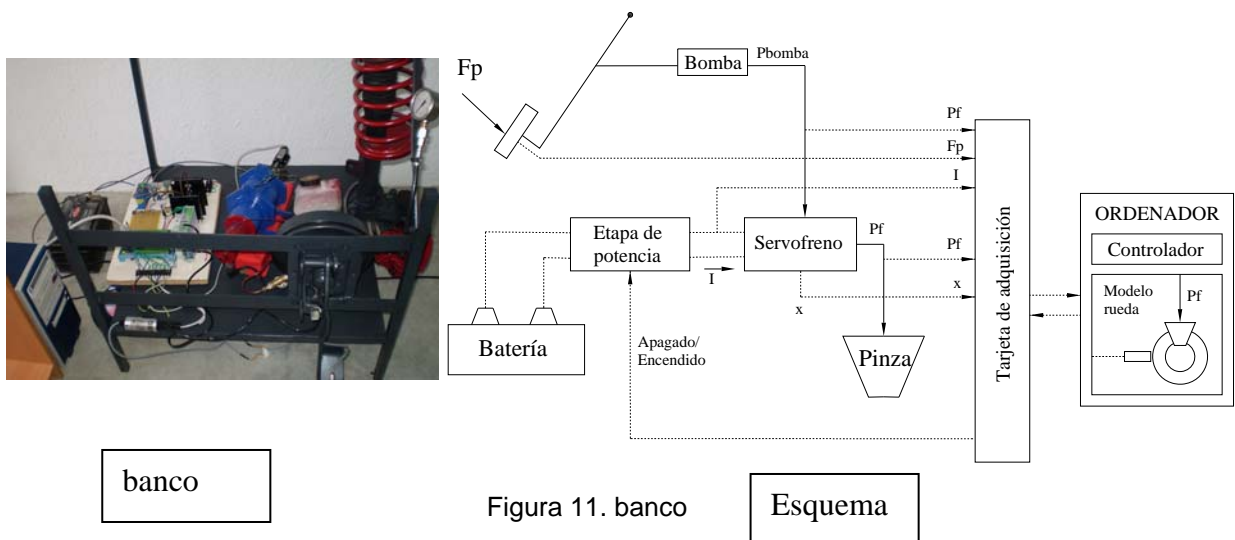 Fp
Bomba
Pbomba
Pf
Fp
I
Etapa de
potencia
I
Servofreno
Pf
Pf
x
x
Batería
Apagado/
Encendido
Pinza
Tarjeta de adquisición
ORDENADOR
Controlador
Modelo
rueda
Pf
banco
Figura 11. banco
Esquema